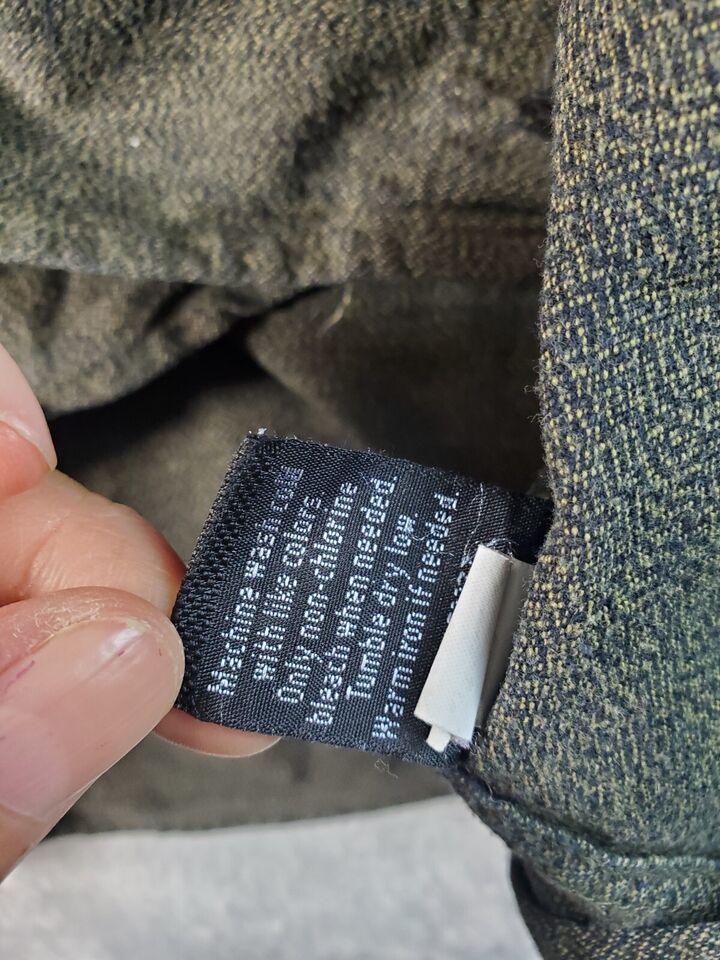 Machine wash cold
with like colors
Only non-chlorine
bleach when needed
Tumble dry low
warm iron if needed.